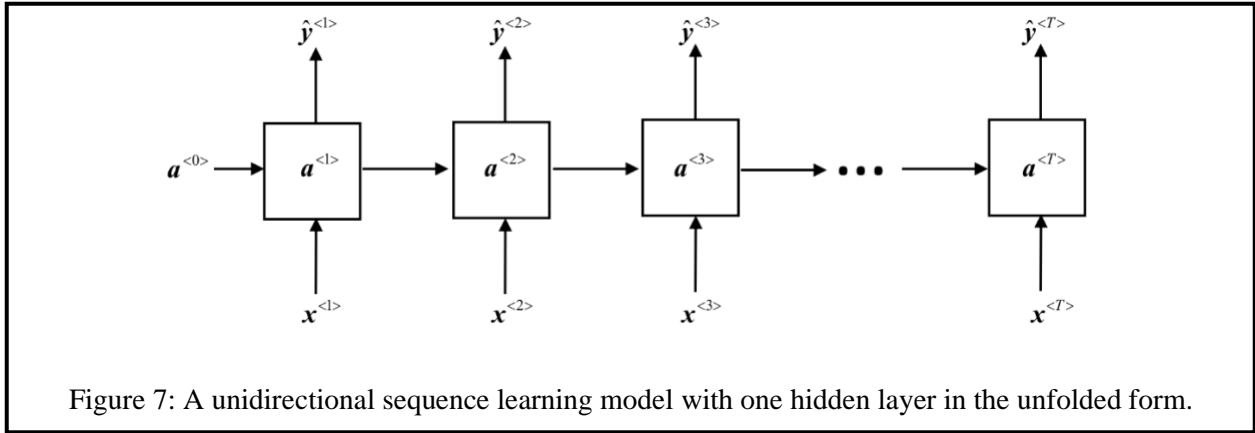 ŷ<1> ŷ<2> ŷ<3> ŷ<T>
a<0> a<1> a<2> a<3> ••• a<T>
x<1> x<2> x<3> x<T>
Figure 7: A unidirectional sequence learning model with one hidden layer in the unfolded form.